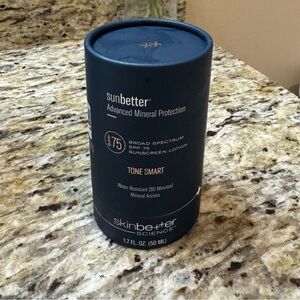 sunbetter®
Advanced Mineral Protection
SPF 75
BROAD SPECTRUM
SPF 75
SUNSCREEN LOTION
TONE SMART
Water-Resistant (80 Minutes)
Mineral Actives
skinbetter
SCIENCE®
1.7 FL. OZ. (50 ML)